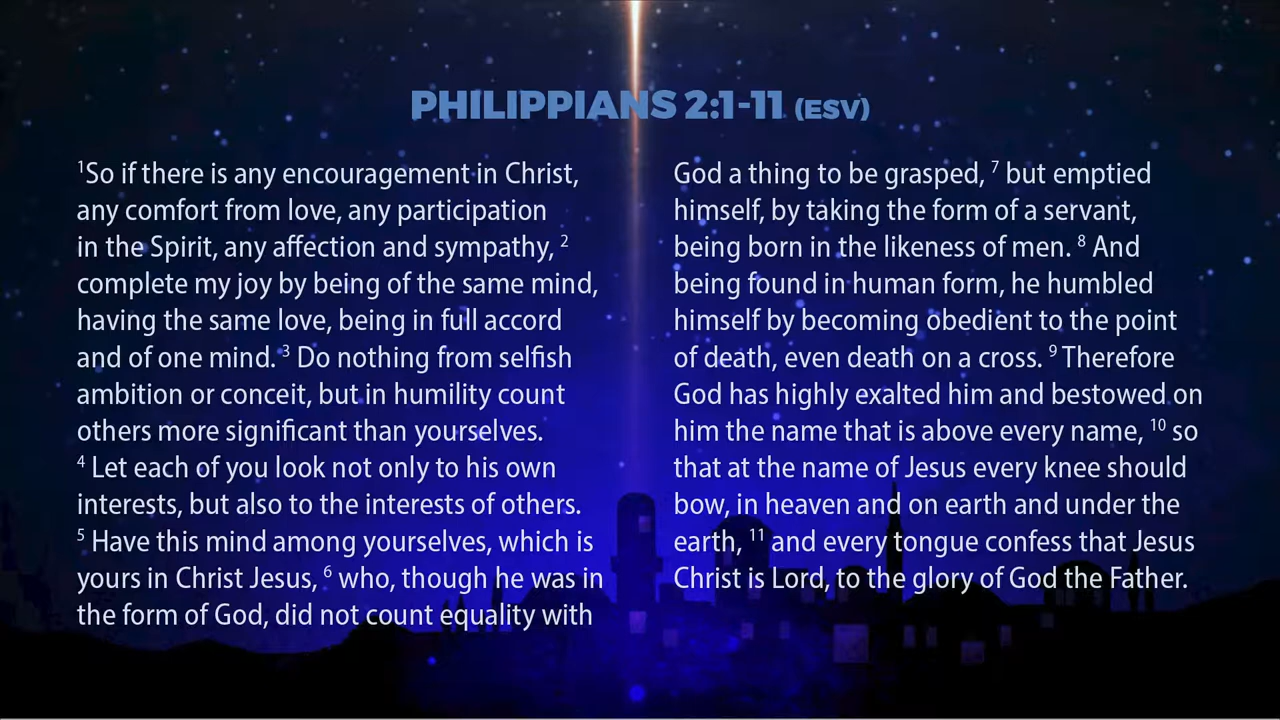 PHILIPPIANS 2:1-11 (ESV)
1So if there is any encouragement in Christ,
any comfort from love, any participation
in the Spirit, any affection and sympathy, 2
complete my joy by being of the same mind,
having the same love, being in full accord
and of one mind. 3 Do nothing from selfish
ambition or conceit, but in humility count
others more significant than yourselves.
4 Let each of you look not only to his own
interests, but also to the interests of others.
5 Have this mind among yourselves, which is
yours in Christ Jesus, 6 who, though he was in
the form of God, did not count equality with
God a thing to be grasped, 7 but emptied
himself, by taking the form of a servant,
being born in the likeness of men. 8 And
being found in human form, he humbled
himself by becoming obedient to the point
of death, even death on a cross. 9 Therefore
God has highly exalted him and bestowed on
him the name that is above every name, 10 so
that at the name of Jesus every knee should
bow, in heaven and on earth and under the
earth, 11 and every tongue confess that Jesus
Christ is Lord, to the glory of God the Father.